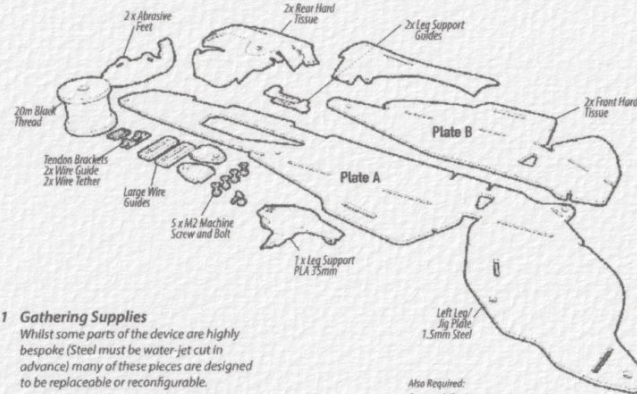 2 x Abrasive
Feet
2x Rear Hard
Tissue
2x Leg Support
Guides
20m Black
Thread
2x Front Hard
Tissue
Plate B
Plate A
Tendon Brackets
2x Wire Guide
2x Wire Tether
Large Wire
Guides
5 x M2 Machine
Screw and Bolt
1 x Leg Support
PLA 35mm
Left Leg/
Jig Plate
1.5mm Steel
1 Gathering Supplies
Whilst some parts of the device are highly
bespoke (Steel must be water-jet cut in
advance) many of these pieces are designed
to be replaceable or reconfigurable.
Also Required: